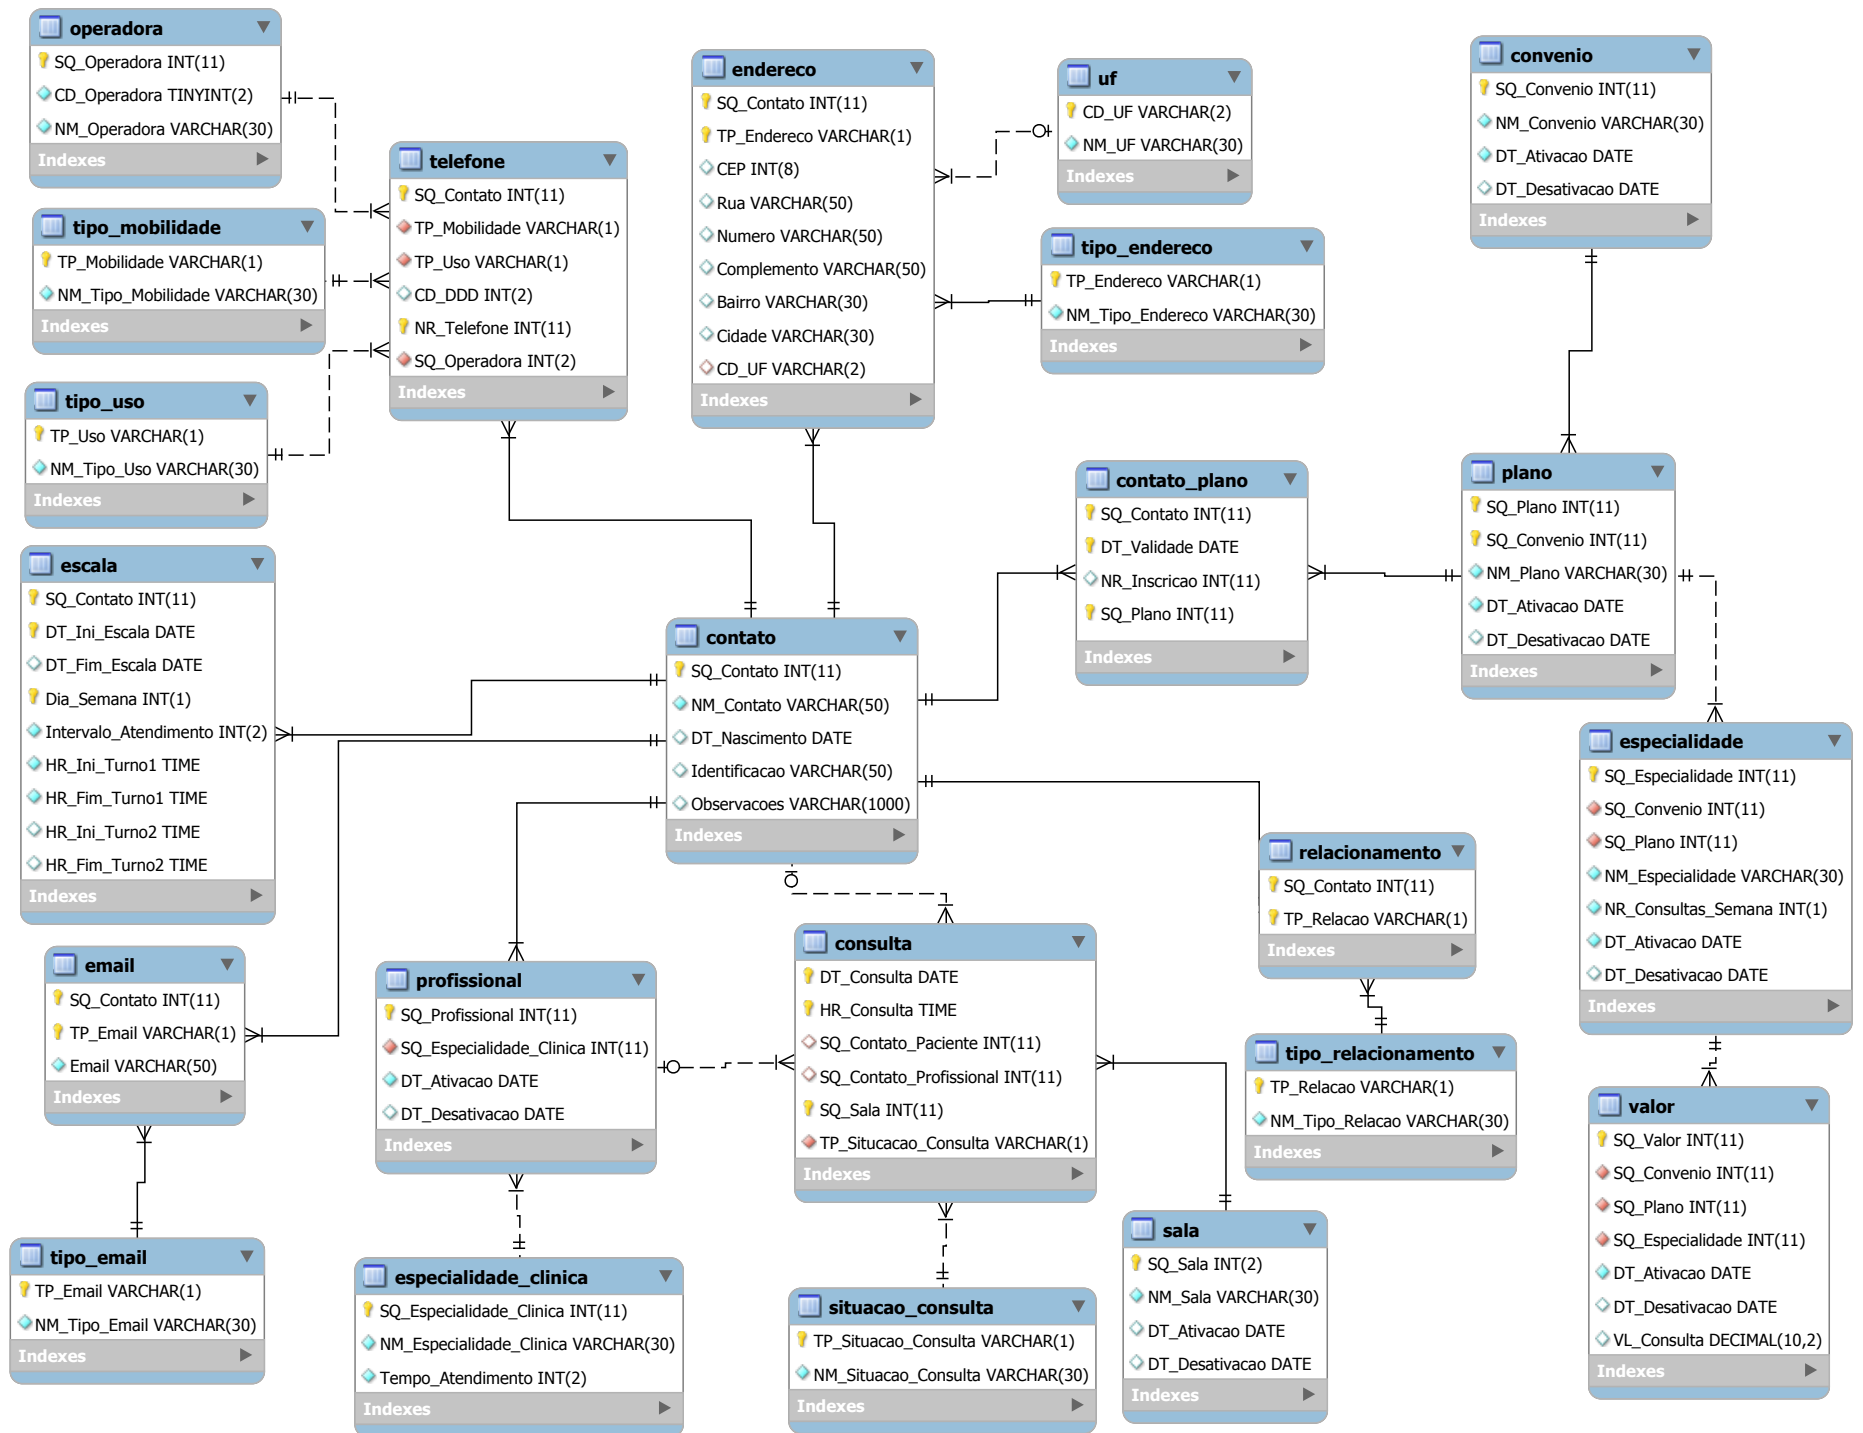 operadora
SQ_Operadora INT(11)
CD_Operadora TINYINT(2)
NM_Operadora VARCHAR(30)
Indexes
tipo_mobilidade
TP_Mobilidade VARCHAR(1)
NM_Tipo_Mobilidade VARCHAR(30)
Indexes
tipo_uso
TP_Uso VARCHAR(1)
NM_Tipo_Uso VARCHAR(30)
Indexes
telefone
SQ_Contato INT(11)
TP_Mobilidade VARCHAR(1)
TP_Uso VARCHAR(1)
CD_DDD INT(2)
NR_Telefone INT(11)
SQ_Operadora INT(2)
Indexes
endereco
SQ_Contato INT(11)
TP_Endereco VARCHAR(1)
CEP INT(8)
Rua VARCHAR(50)
Numero VARCHAR(50)
Complemento VARCHAR(50)
Bairro VARCHAR(30)
Cidade VARCHAR(30)
CD_UF VARCHAR(2)
Indexes
uf
CD_UF VARCHAR(2)
NM_UF VARCHAR(30)
Indexes
tipo_endereco
TP_Endereco VARCHAR(1)
NM_Tipo_Endereco VARCHAR(30)
Indexes
convenio
SQ_Convenio INT(11)
NM_Convenio VARCHAR(30)
DT_Ativacao DATE
DT_Desativacao DATE
Indexes
contato_plano
SQ_Contato INT(11)
DT_Validade DATE
NR_Inscricao INT(11)
SQ_Plano INT(11)
Indexes
plano
SQ_Plano INT(11)
SQ_Convenio INT(11)
NM_Plano VARCHAR(30)
DT_Ativacao DATE
DT_Desativacao DATE
Indexes
escala
SQ_Contato INT(11)
DT_Ini_Escala DATE
DT_Fim_Escala DATE
Dia_Semana INT(1)
Intervalo_Atendimento INT(2)
HR_Ini_Turno1 TIME
HR_Fim_Turno1 TIME
HR_Ini_Turno2 TIME
HR_Fim_Turno2 TIME
Indexes
contato
SQ_Contato INT(11)
NM_Contato VARCHAR(50)
DT_Nascimento DATE
Identificacao VARCHAR(50)
Observacoes VARCHAR(1000)
Indexes
especialidade
SQ_Especialidade INT(11)
SQ_Convenio INT(11)
SQ_Plano INT(11)
NM_Especialidade VARCHAR(30)
NR_Consultas_Semana INT(1)
DT_Ativacao DATE
DT_Desativacao DATE
Indexes
relacionamento
SQ_Contato INT(11)
TP_Relacao VARCHAR(1)
Indexes
email
SQ_Contato INT(11)
TP_Email VARCHAR(1)
Email VARCHAR(50)
Indexes
profissional
SQ_Profissional INT(11)
SQ_Especialidade_Clinica INT(11)
DT_Ativacao DATE
DT_Desativacao DATE
Indexes
consulta
DT_Consulta DATE
HR_Consulta TIME
SQ_Contato_Paciente INT(11)
SQ_Contato_Profissional INT(11)
SQ_Sala INT(11)
TP_Situcacao_Consulta VARCHAR(1)
Indexes
tipo_relacionamento
TP_Relacao VARCHAR(1)
NM_Tipo_Relacao VARCHAR(30)
Indexes
valor
SQ_Valor INT(11)
SQ_Convenio INT(11)
SQ_Plano INT(11)
SQ_Especialidade INT(11)
DT_Ativacao DATE
DT_Desativacao DATE
VL_Consulta DECIMAL(10,2)
Indexes
tipo_email
TP_Email VARCHAR(1)
NM_Tipo_Email VARCHAR(30)
Indexes
especialidade_clinica
SQ_Especialidade_Clinica INT(11)
NM_Especialidade_Clinica VARCHAR(30)
Tempo_Atendimento INT(2)
Indexes
situacao_consulta
TP_Situacao_Consulta VARCHAR(1)
NM_Situacao_Consulta VARCHAR(30)
Indexes
sala
SQ_Sala INT(2)
NM_Sala VARCHAR(30)
DT_Ativacao DATE
DT_Desativacao DATE
Indexes